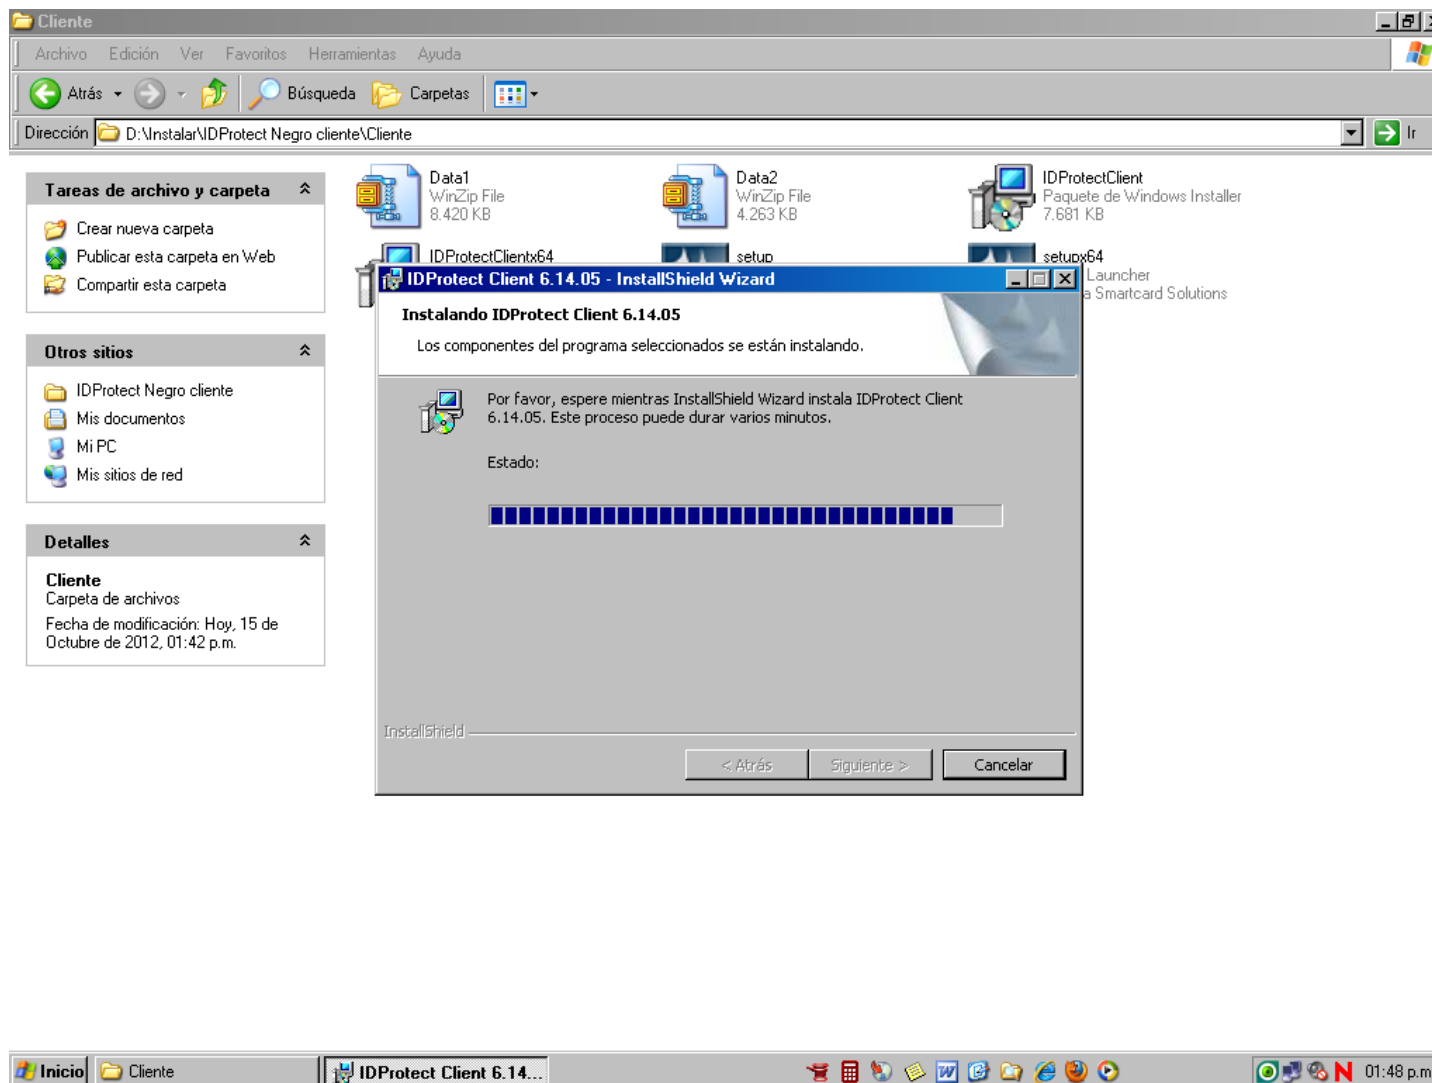 Cliente
Archivo Edición Ver Favoritos Herramientas Ayuda
Atrás Búsqueda Carpetas
Dirección D:\Instalar\IDProtect Negro cliente\Cliente Ir
Tareas de archivo y carpeta
Crear nueva carpeta
Publicar esta carpeta en Web
Compartir esta carpeta
Otros sitios
IDProtect Negro cliente
Mis documentos
Mi PC
Mis sitios de red
Detalles
Cliente
Carpeta de archivos
Fecha de modificación: Hoy, 15 de
Octubre de 2012, 01:42 p.m.
Data1
WinZip File
8.420 KB
Data2
WinZip File
4.263 KB
IDProtectClient
Paquete de Windows Installer
7.681 KB
IDProtectClientx64
setup
setupx64
Launcher
a Smartcard Solutions
IDProtect Client 6.14.05 - InstallShield Wizard
Instalando IDProtect Client 6.14.05
Los componentes del programa seleccionados se están instalando.
Por favor, espere mientras InstallShield Wizard instala IDProtect Client
6.14.05. Este proceso puede durar varios minutos.
Estado:
InstallShield
< Atrás Siguiente > Cancelar
Inicio Cliente IDProtect Client 6.14... 01:48 p.m